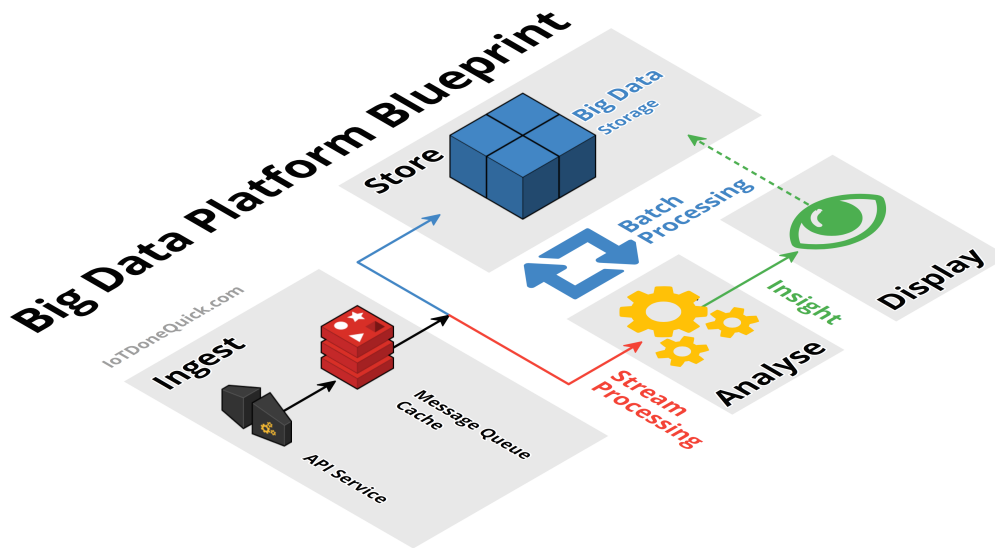 Big Data Platform Blueprint
IoTDoneQuick.com
Store
Big Data
Storage
Batch
Processing
Display
Insight
Analyse
Stream
Processing
Ingest
Message Queue
Cache
API Service